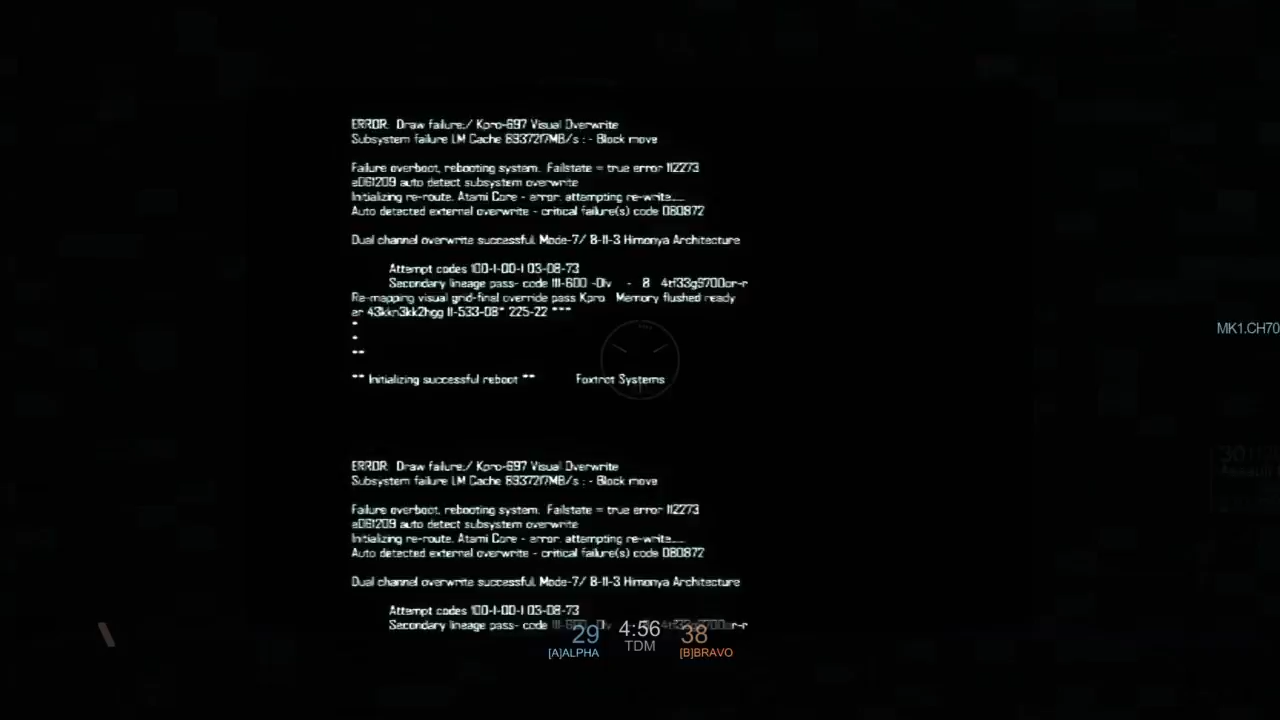 ERROR: Draw failure:/ Kpro-697 Visual Overwrite
Subsystem failure LM Cache 89372f7MB/s : - Block move
Failure overboot, rebooting system. Failstate = true error 112273
a061209 auto detect subsystem overwrite
Initializing re-route. Atami Core - error. attempting re-write.....
Auto detected external overwrite - critical failure(s) code 080872
Dual channel overwrite successful. Mode-7/ 8-11-3 Himonya Architecture
Attempt codes 100-1-00-1 03-08-73
Secondary lineage pass- code 111-600 -Div - 8
Re-mapping visual grid-final override pass Kpro Memory flushed ready
er 43kkn3kk2hgg 11-533-08* 225-22 ***
*
*
**
** Initializing successful reboot ** Foxtrot Systems
ERROR: Draw failure:/ Kpro-697 Visual Overwrite
Subsystem failure LM Cache 89372f7MB/s : - Block move
Failure overboot, rebooting system. Failstate = true error 112273
a061209 auto detect subsystem overwrite
Initializing re-route. Atami Core - error. attempting re-write.....
Auto detected external overwrite - critical failure(s) code 080872
Dual channel overwrite successful. Mode-7/ 8-11-3 Himonya Architecture
Attempt codes 100-1-00-1 03-08-73
Secondary lineage pass- code
29 4:56 38
[A]ALPHA TDM [B]BRAVO
MK1.CH70